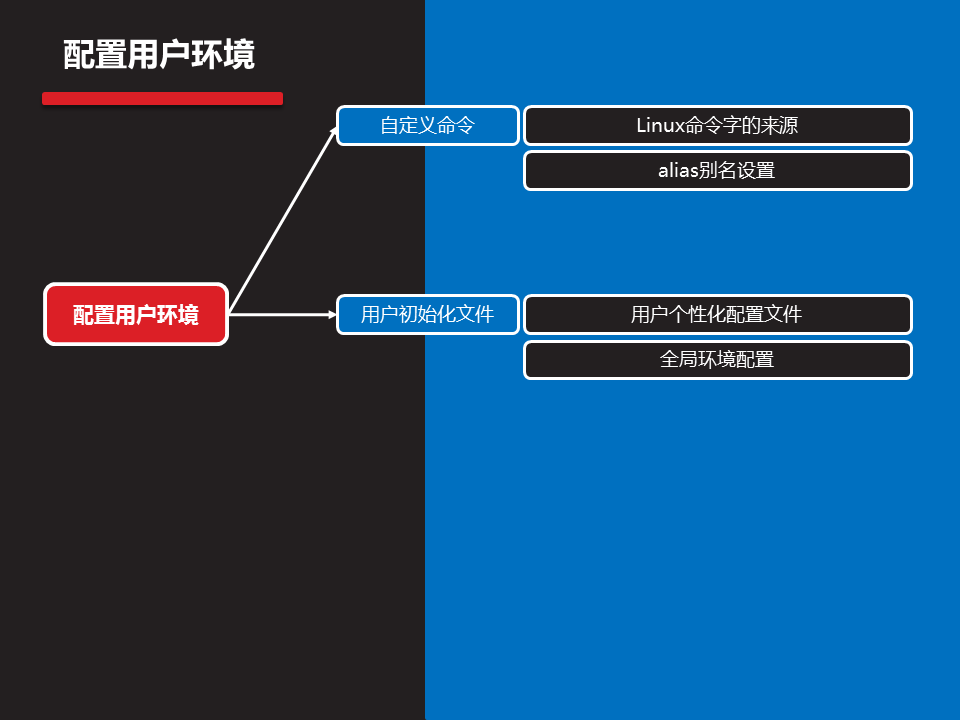 配置用户环境
自定义命令
Linux命令字的来源
alias别名设置
配置用户环境
用户初始化文件
用户个性化配置文件
全局环境配置